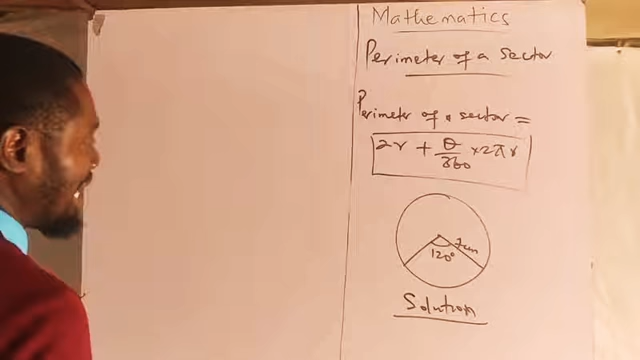 Mathematics
Perimeter of a Sector
Perimeter of a sector =
2r + θ/360 × 2πr
7cm
120°
Solution